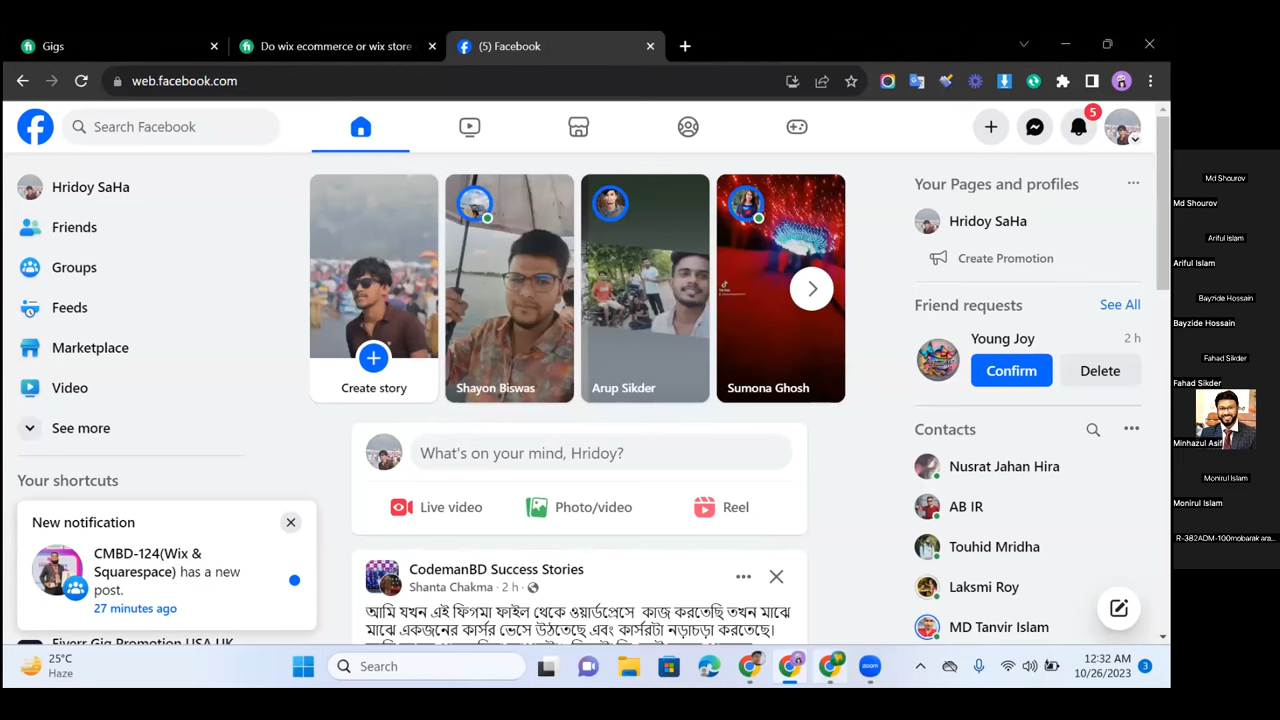 Gigs
Do wix ecommerce or wix store
(5) Facebook
web.facebook.com
Search Facebook
5
Hridoy SaHa
Friends
Groups
Feeds
Marketplace
Video
See more
Your shortcuts
New notification
CMBD-124(Wix &
Squarespace) has a new
post.
27 minutes ago
Create story
Shayon Biswas
Arup Sikder
Sumona Ghosh
What's on your mind, Hridoy?
Live video
Photo/video
Reel
CodemanBD Success Stories
Shanta Chakma · 2 h ·
আমি যখন এই ফিগমা ফাইল থেকে ওয়ার্ডপ্রেসে কাজ করতেছি তখন মাঝে
মাঝে একজনের কার্সর ভেসে উঠতেছে এবং কার্সরটা নড়াচড়া করতেছে।
Your Pages and profiles
Hridoy SaHa
Create Promotion
Friend requests
See All
Young Joy
2 h
Confirm
Delete
Contacts
Nusrat Jahan Hira
AB IR
Touhid Mridha
Laksmi Roy
MD Tanvir Islam
Md Shourov
Md Shourov
Ariful Islam
Ariful Islam
Bayzide Hossain
Bayzide Hossain
Fahad Sikder
Fahad Sikder
Minhazul Asif
Monirul Islam
Monirul Islam
R-382ADM-100mobarak ara...
25°C
Haze
Search
zoom
12:32 AM
10/26/2023
3